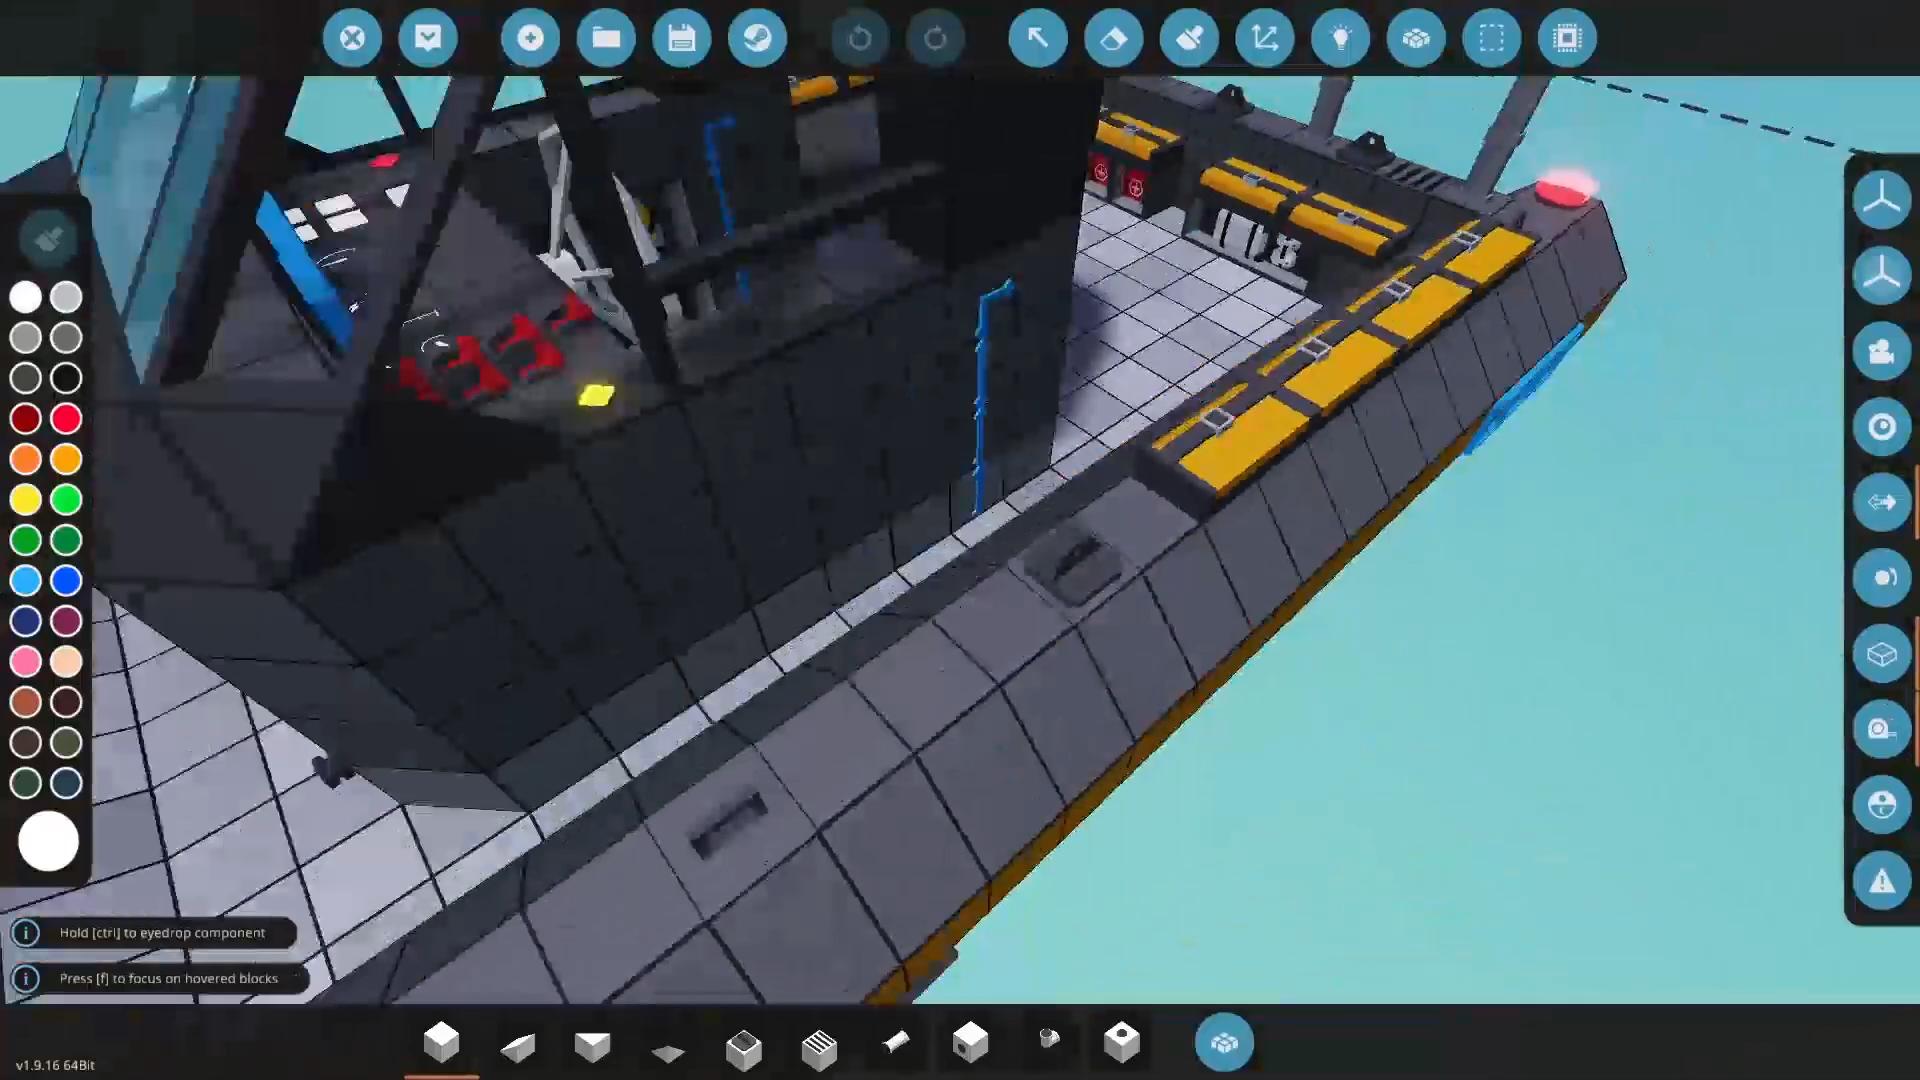 Hold [ctrl] to eyedrop component
Press [f] to focus on hovered blocks
v1.9.16 64Bit